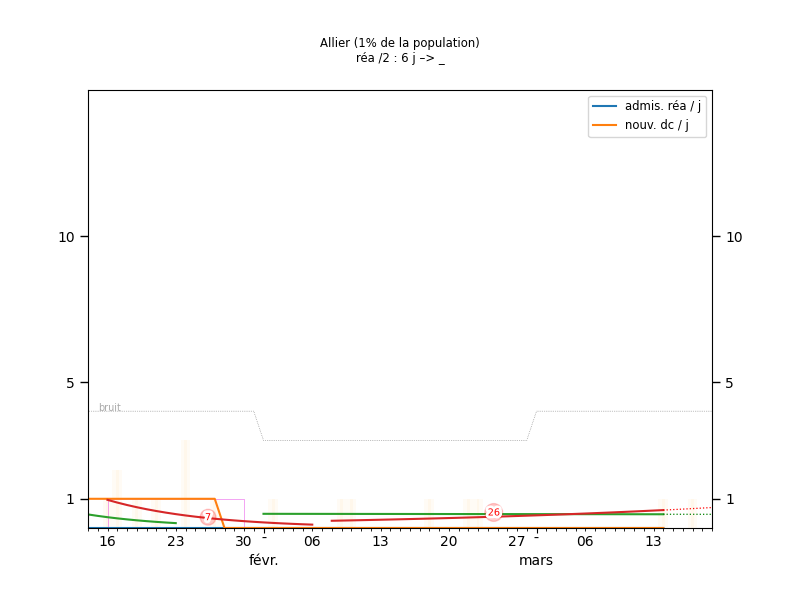 Allier (1% de la population)
réa /2 : 6 j –> _
admis. réa / j
nouv. dc / j
10 10
5 5
bruit
1 1
7 26
16 23 30 - 06 13 20 27 - 06 13
févr. mars